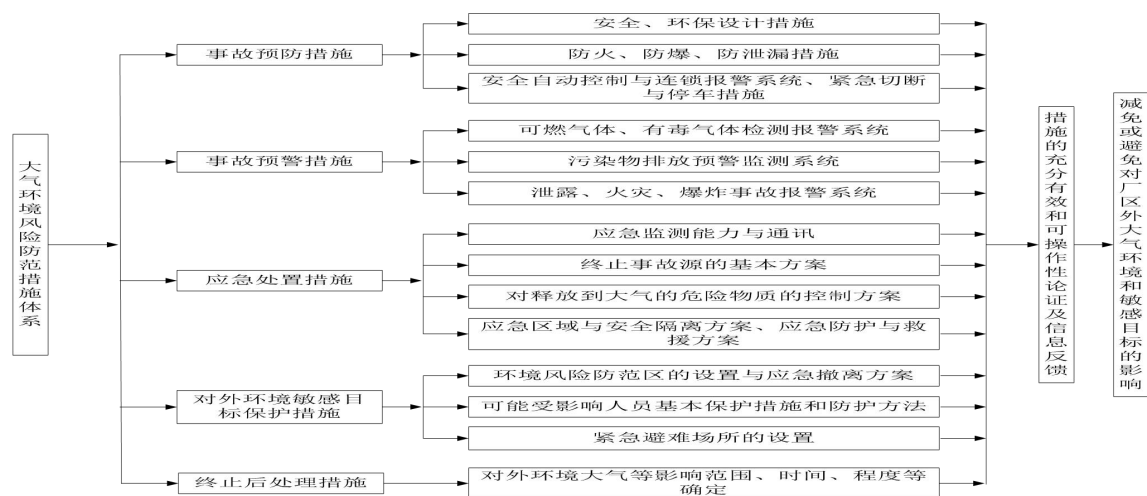 大气环境风险防范措施体系
事故预防措施
安全、环保设计措施
防火、防爆、防泄漏措施
安全自动控制与连锁报警系统、紧急切断
与停车措施
事故预警措施
可燃气体、有毒气体检测报警系统
污染物排放预警监测系统
泄露、火灾、爆炸事故报警系统
应急处置措施
应急监测能力与通讯
终止事故源的基本方案
对释放到大气的危险物质的控制方案
应急区域与安全隔离方案、应急防护与救
援方案
对外环境敏感目
标保护措施
环境风险防范区的设置与应急撤离方案
可能受影响人员基本保护措施和防护方法
紧急避难场所的设置
终止后处理措施
对外环境大气等影响范围、时间、程度等
确定
措施的充分有效和可操作性论证及信息反馈
减免或避免对厂区外大气环境和敏感目标的影响